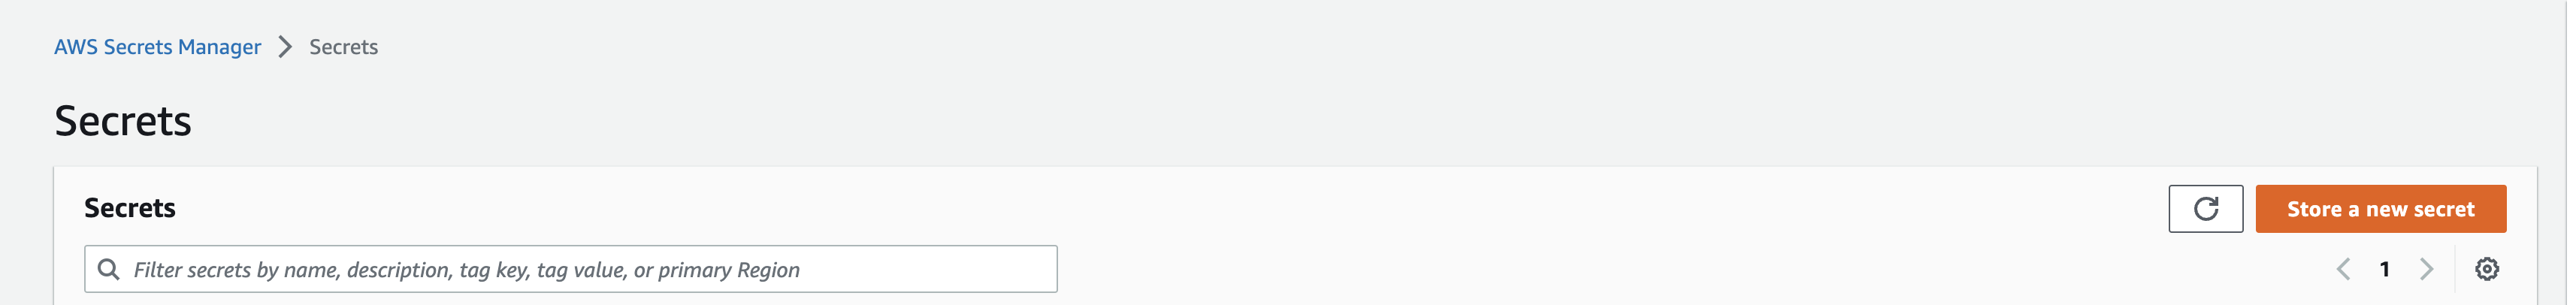 AWS Secrets Manager > Secrets
Secrets
Secrets
Store a new secret
Filter secrets by name, description, tag key, tag value, or primary Region
1